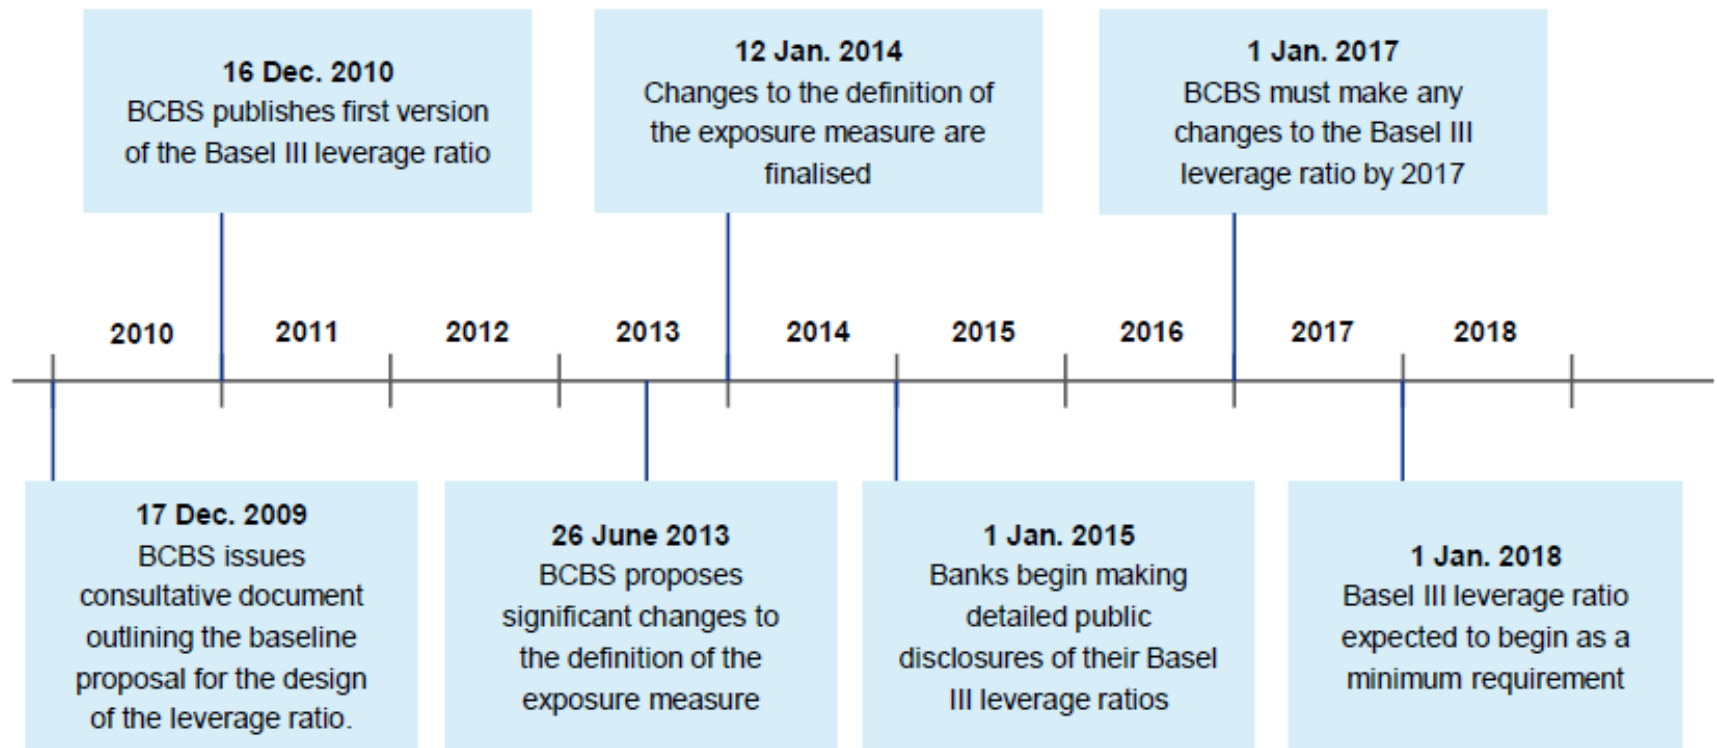 16 Dec. 2010
BCBS publishes first version
of the Basel III leverage ratio
12 Jan. 2014
Changes to the definition of
the exposure measure are
finalised
1 Jan. 2017
BCBS must make any
changes to the Basel III
leverage ratio by 2017
2010 2011 2012 2013 2014 2015 2016 2017 2018
17 Dec. 2009
BCBS issues
consultative document
outlining the baseline
proposal for the design
of the leverage ratio.
26 June 2013
BCBS proposes
significant changes to
the definition of the
exposure measure
1 Jan. 2015
Banks begin making
detailed public
disclosures of their Basel
III leverage ratios
1 Jan. 2018
Basel III leverage ratio
expected to begin as a
minimum requirement